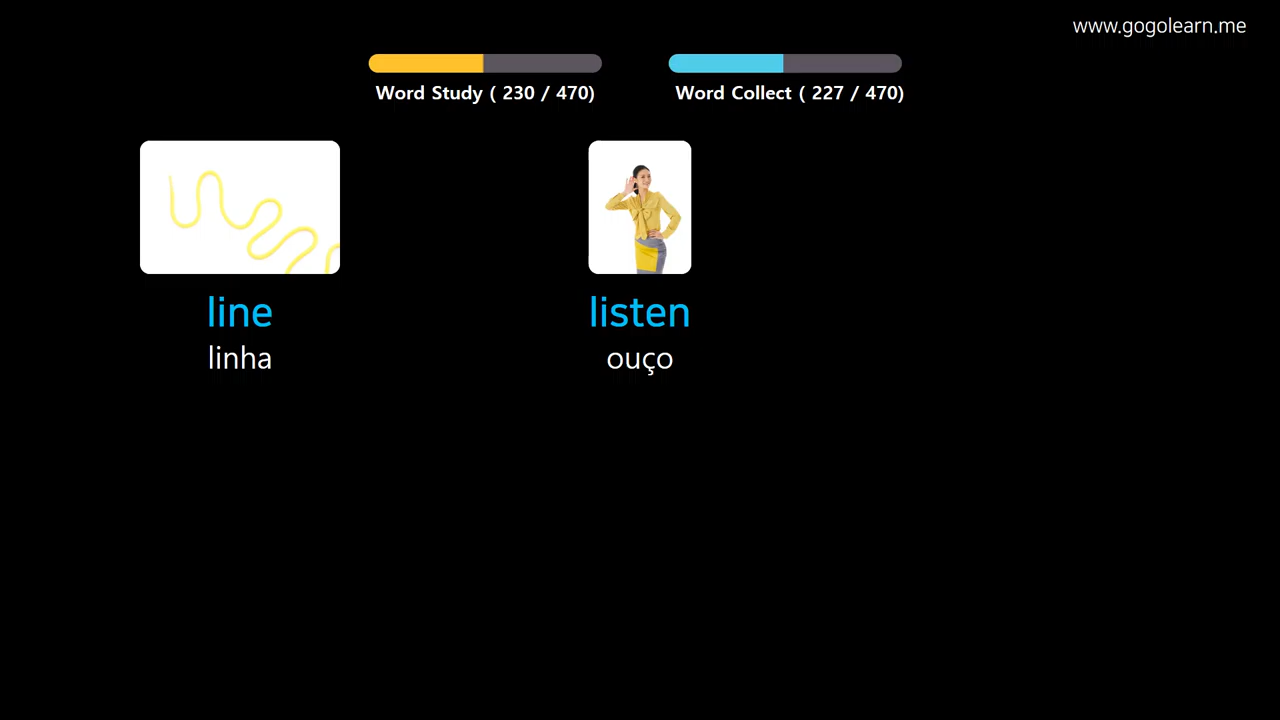 www.gogolearn.me
Word Study ( 230 / 470)
Word Collect ( 227 / 470)
line
linha
listen
ouço